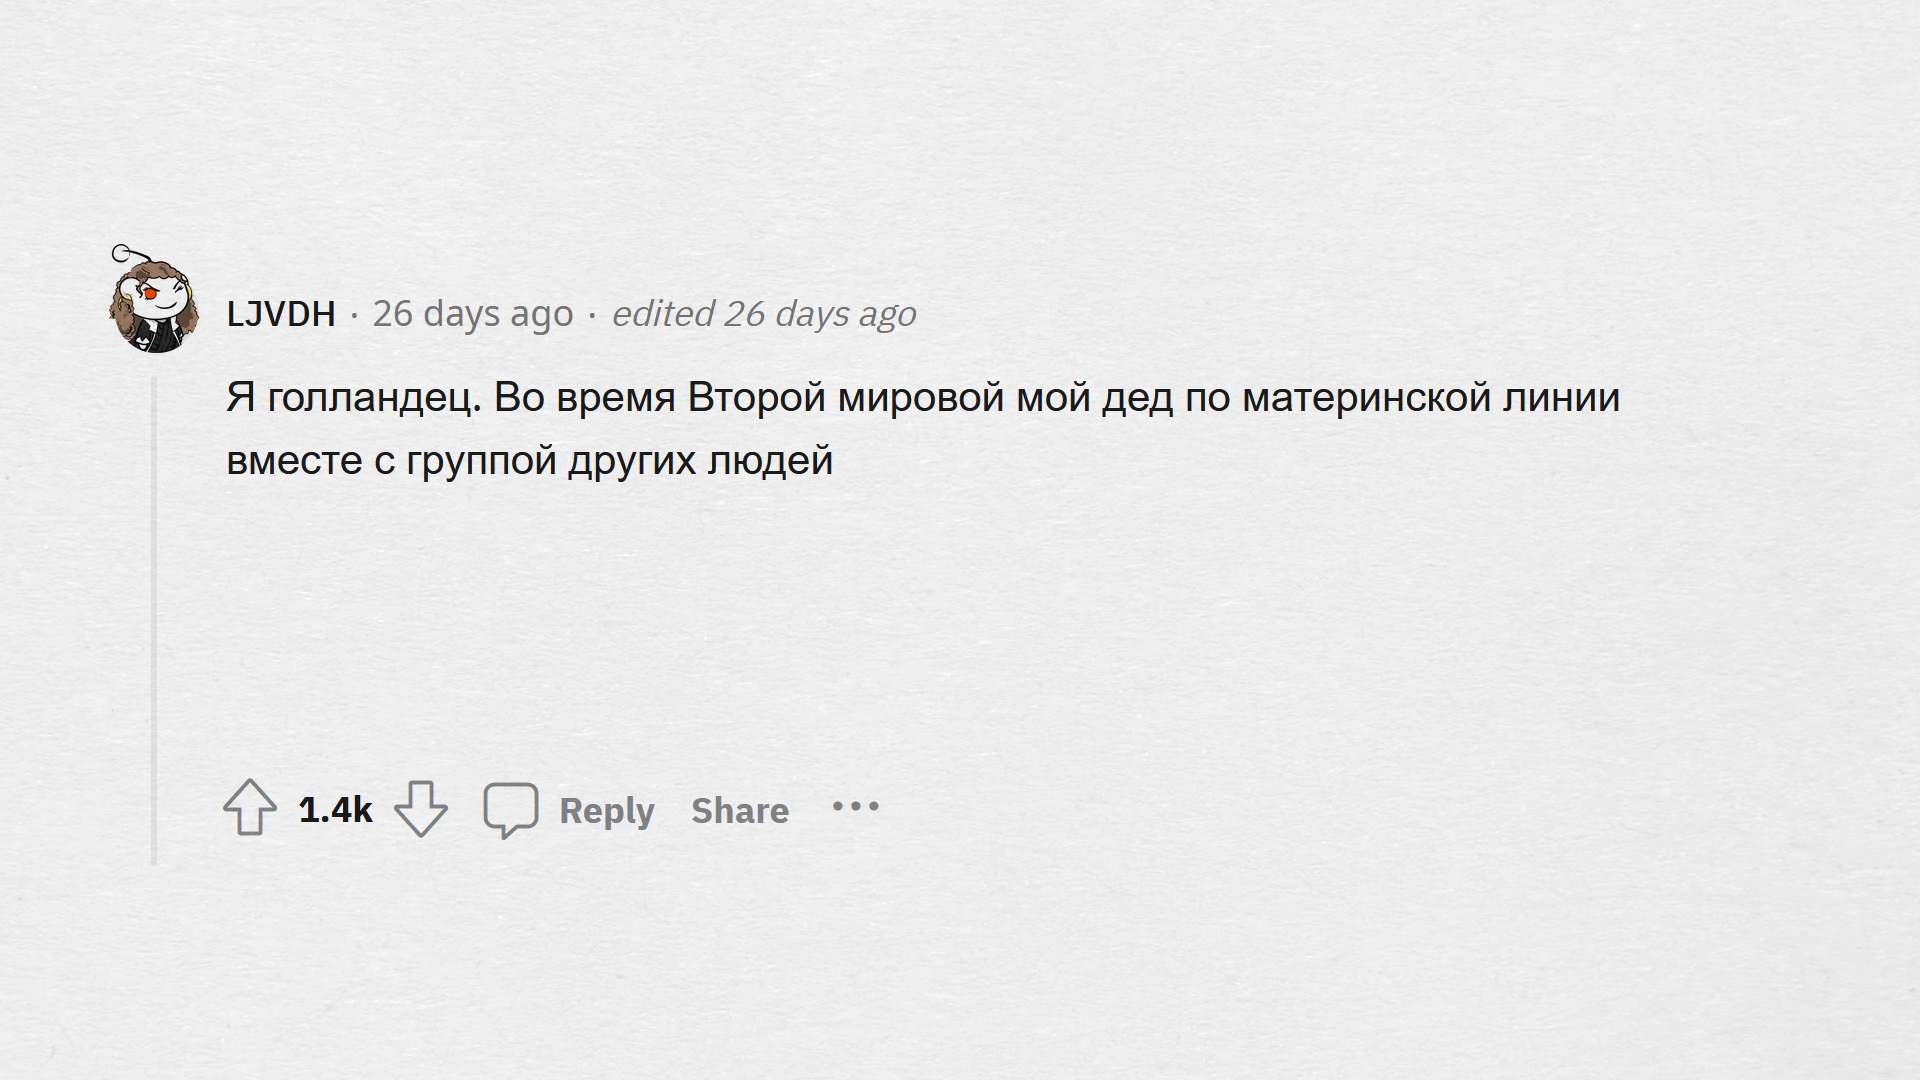 LJVDH · 26 days ago · edited 26 days ago
Я голландец. Во время Второй мировой мой дед по материнской линии
вместе с группой других людей
1.4k Reply Share ···